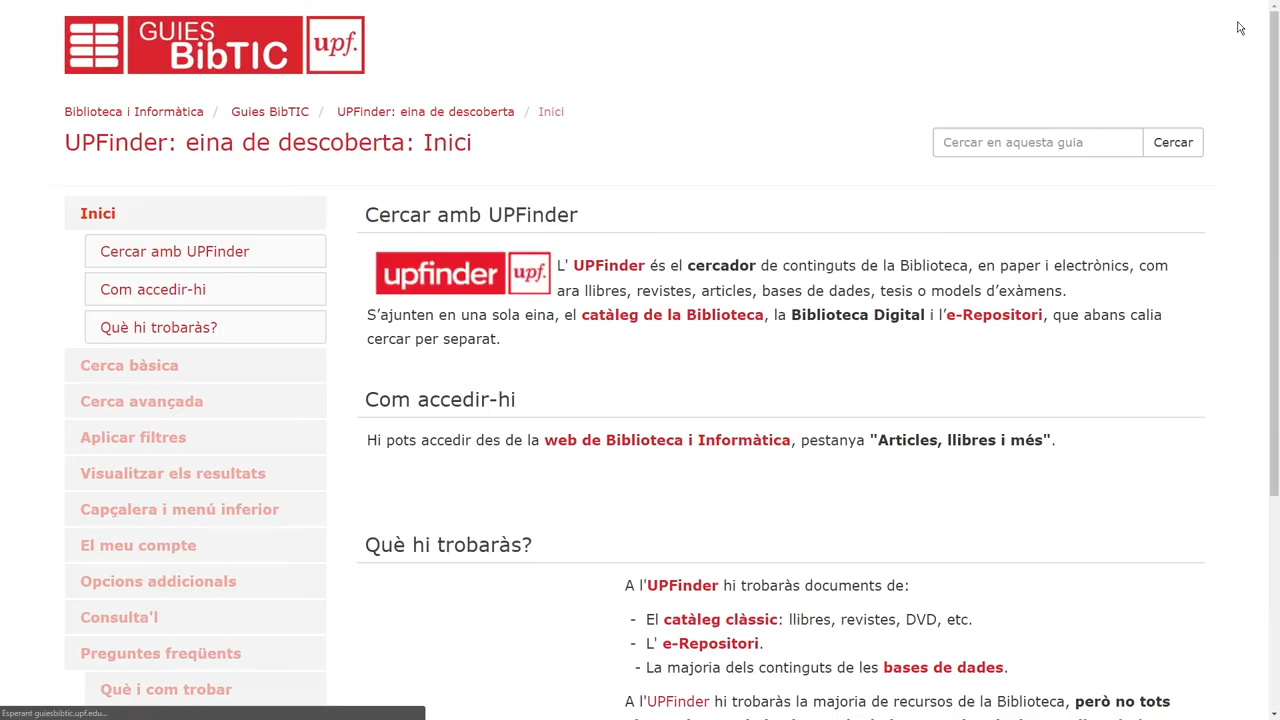 GUIES
BibTIC
upf.
Biblioteca i Informàtica / Guies BibTIC / UPFinder: eina de descoberta / Inici
UPFinder: eina de descoberta: Inici
Cercar en aquesta guia
Cercar
Inici
Cercar amb UPFinder
Com accedir-hi
Què hi trobaràs?
Cerca bàsica
Cerca avançada
Aplicar filtres
Visualitzar els resultats
Capçalera i menú inferior
El meu compte
Opcions addicionals
Consulta'l
Preguntes freqüents
Què i com trobar
Cercar amb UPFinder
upfinder upf.
L' UPFinder és el cercador de continguts de la Biblioteca, en paper i electrònics, com
ara llibres, revistes, articles, bases de dades, tesis o models d’exàmens.
S’ajunten en una sola eina, el catàleg de la Biblioteca, la Biblioteca Digital i l’e-Repositori, que abans calia
cercar per separat.
Com accedir-hi
Hi pots accedir des de la web de Biblioteca i Informàtica, pestanya "Articles, llibres i més".
Què hi trobaràs?
A l'UPFinder hi trobaràs documents de:
- El catàleg clàssic: llibres, revistes, DVD, etc.
- L' e-Repositori.
- La majoria dels continguts de les bases de dades.
A l'UPFinder hi trobaràs la majoria de recursos de la Biblioteca, però no tots
Esperant guiesbibtic.upf.edu...